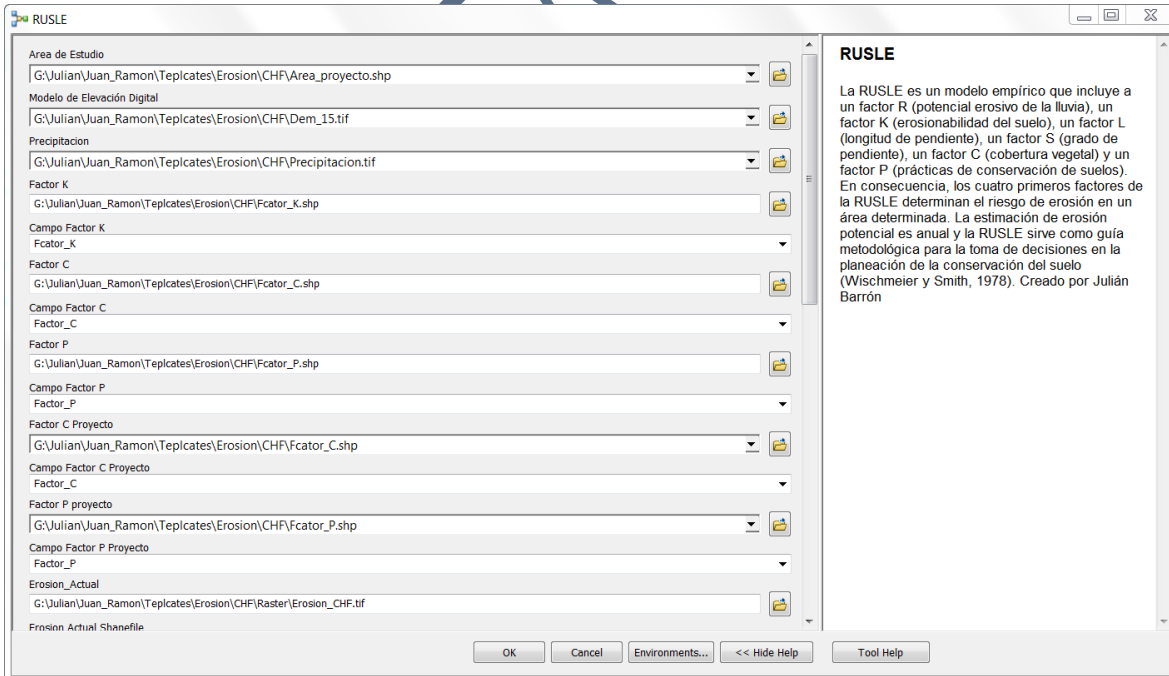 RUSLE
Area de Estudio
G:\Julian\Juan_Ramon\Teplcates\Erosion\CHF\Area_proyecto.shp
Modelo de Elevación Digital
G:\Julian\Juan_Ramon\Teplcates\Erosion\CHF\Dem_15.tif
Precipitacion
G:\Julian\Juan_Ramon\Teplcates\Erosion\CHF\Precipitacion.tif
Factor K
G:\Julian\Juan_Ramon\Teplcates\Erosion\CHF\Fcator_K.shp
Campo Factor K
Fcator_K
Factor C
G:\Julian\Juan_Ramon\Teplcates\Erosion\CHF\Fcator_C.shp
Campo Factor C
Factor_C
Factor P
G:\Julian\Juan_Ramon\Teplcates\Erosion\CHF\Fcator_P.shp
Campo Factor P
Factor_P
Factor C Proyecto
G:\Julian\Juan_Ramon\Teplcates\Erosion\CHF\Fcator_C.shp
Campo Factor C Proyecto
Factor_C
Factor P proyecto
G:\Julian\Juan_Ramon\Teplcates\Erosion\CHF\Fcator_P.shp
Campo Factor P Proyecto
Factor_P
Erosion_Actual
G:\Julian\Juan_Ramon\Teplcates\Erosion\CHF\Raster\Erosion_CHF.tif
Erosion Actual Shapefile
RUSLE
La RUSLE es un modelo empírico que incluye a
un factor R (potencial erosivo de la lluvia), un
factor K (erosionabilidad del suelo), un factor L
(longitud de pendiente), un factor S (grado de
pendiente), un factor C (cobertura vegetal) y un
factor P (prácticas de conservación de suelos).
En consecuencia, los cuatro primeros factores de
la RUSLE determinan el riesgo de erosión en un
área determinada. La estimación de erosión
potencial es anual y la RUSLE sirve como guía
metodológica para la toma de decisiones en la
planeación de la conservación del suelo
(Wischmeier y Smith, 1978). Creado por Julián
Barrón
OK
Cancel
Environments...
<< Hide Help
Tool Help